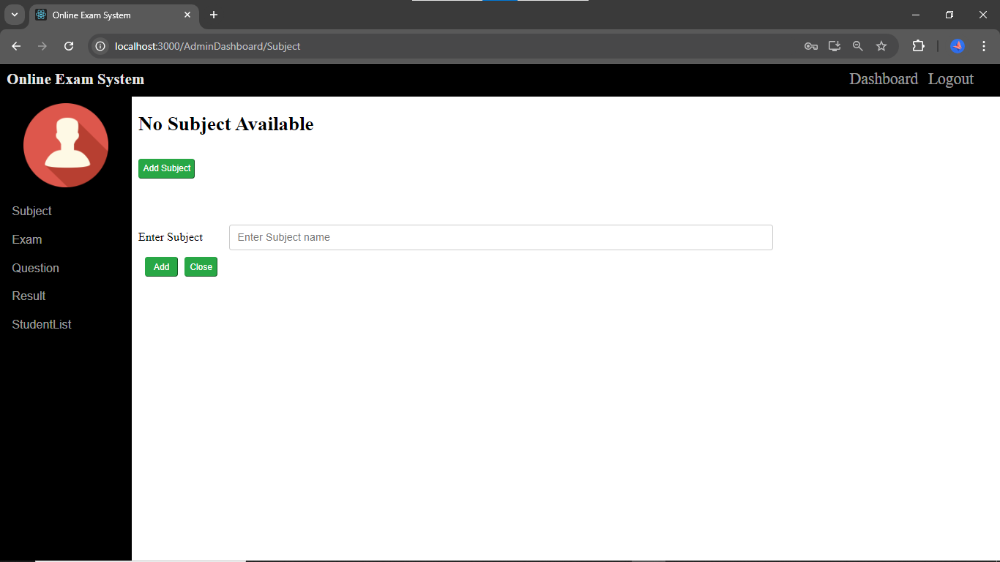 Online Exam System
localhost:3000/AdminDashboard/Subject
Online Exam System
Dashboard Logout
No Subject Available
Add Subject
Subject
Exam
Question
Result
StudentList
Enter Subject
Enter Subject name
Add Close